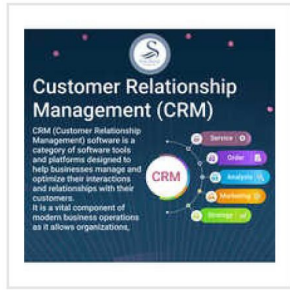 Customer Relationship
Management (CRM)
CRM (Customer Relationship
Management) software is a
category of software tools
and platforms designed to
help businesses manage and
optimize their interactions
and relationships with their
customers.
It is a vital component of
modern business operations
as it allows organizations,
CRM
Service
Order
Analysis
Marketing
Strategy